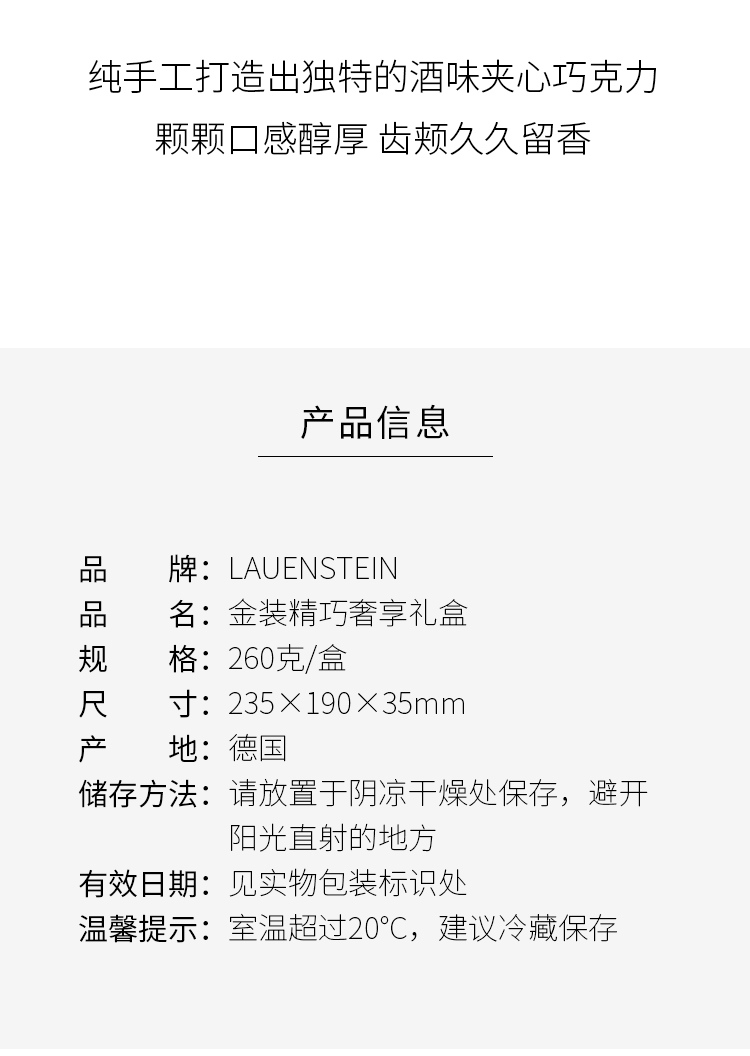 纯手工打造出独特的酒味夹心巧克力
颗颗口感醇厚 齿颊久久留香
产品信息
品　　牌：LAUENSTEIN
品　　名：金装精巧奢享礼盒
规　　格：260克/盒
尺　　寸：235×190×35mm
产　　地：德国
储存方法：请放置于阴凉干燥处保存，避开
阳光直射的地方
有效日期：见实物包装标识处
温馨提示：室温超过20℃，建议冷藏保存